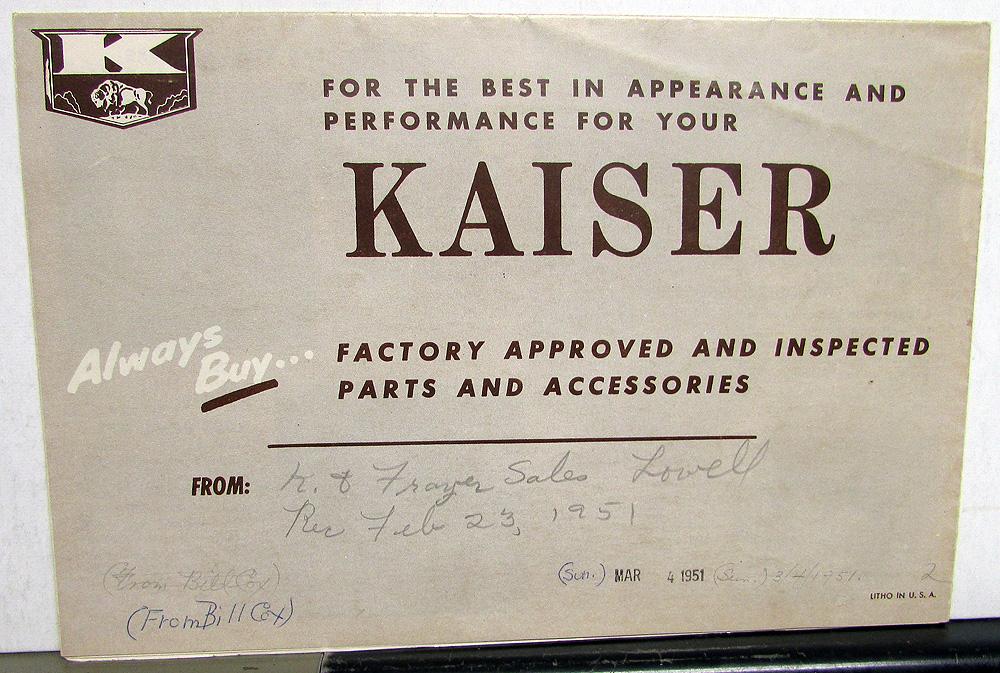 K
FOR THE BEST IN APPEARANCE AND
PERFORMANCE FOR YOUR
KAISER
Always
Buy...
FACTORY APPROVED AND INSPECTED
PARTS AND ACCESSORIES
FROM: K. & Frazer Sales Lowell
Rec Feb 23, 1951
(From Bill Cox)
(Sun.) MAR 4 1951 (Sun.) 3/4/1951. 2
LITHO IN U. S. A.
(From Bill Cox)